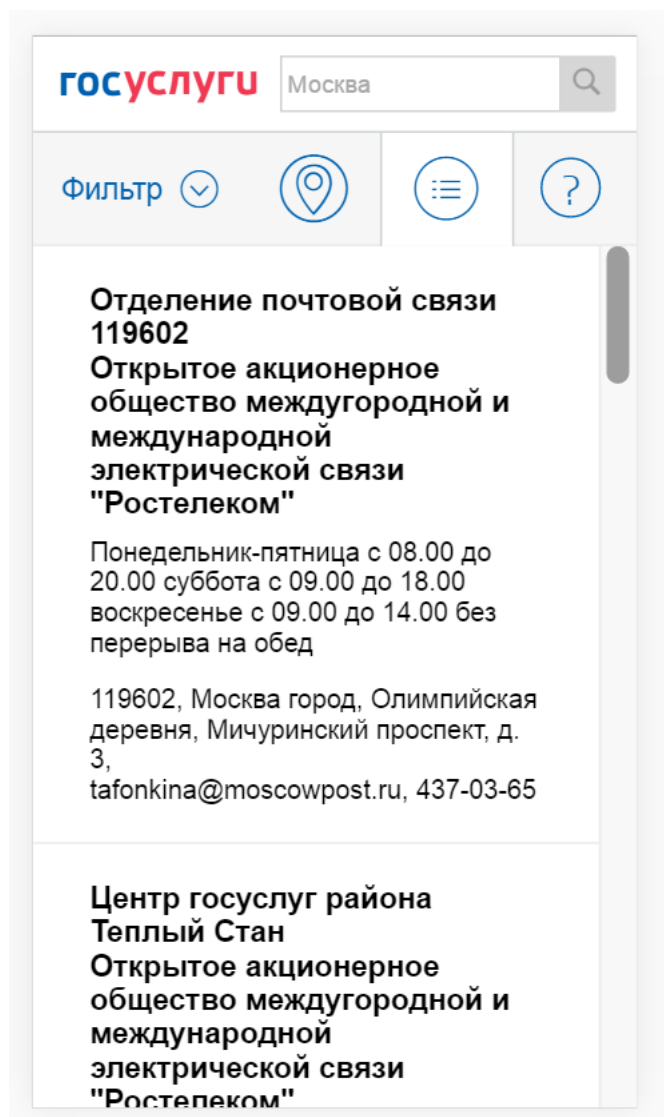 госуслуги
Москва
Фильтр
?
Отделение почтовой связи
119602
Открытое акционерное
общество междугородной и
международной
электрической связи
"Ростелеком"
Понедельник-пятница с 08.00 до
20.00 суббота с 09.00 до 18.00
воскресенье с 09.00 до 14.00 без
перерыва на обед
119602, Москва город, Олимпийская
деревня, Мичуринский проспект, д.
3,
tafonkina@moscowpost.ru, 437-03-65
Центр госуслуг района
Теплый Стан
Открытое акционерное
общество междугородной и
международной
электрической связи
"Ростелеком"